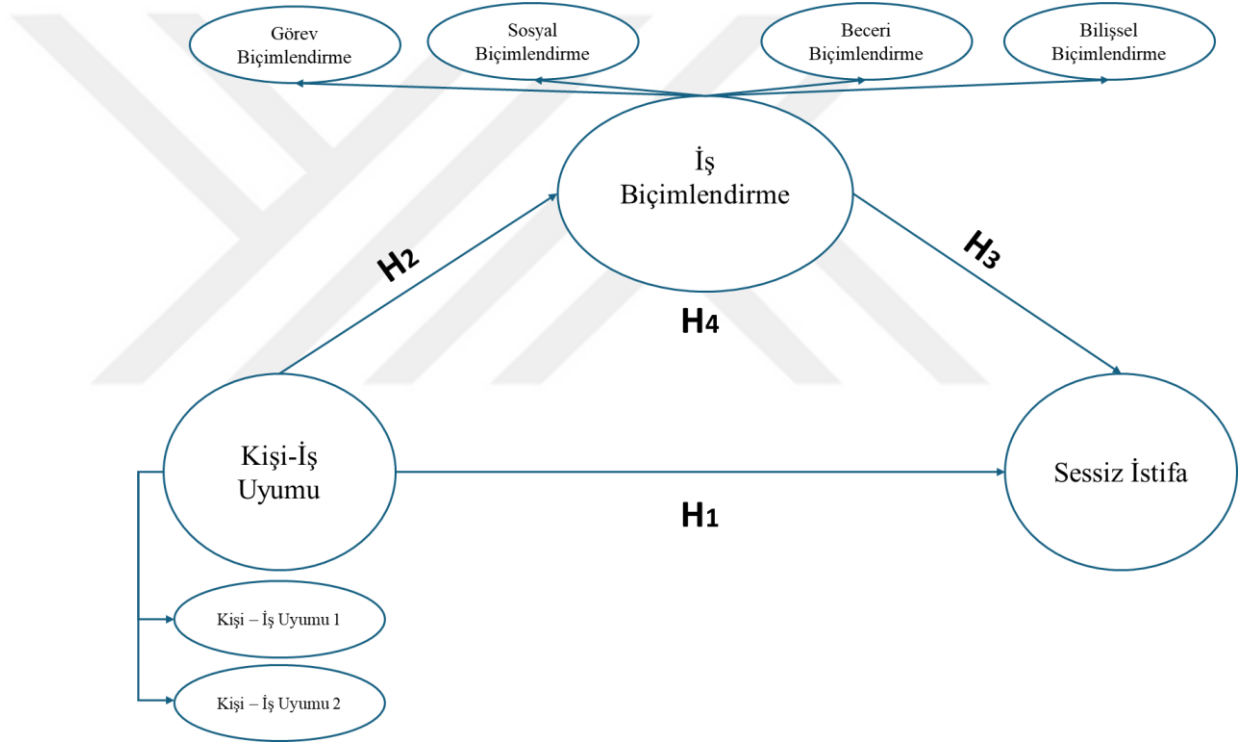 Görev
Biçimlendirme
Sosyal
Biçimlendirme
Beceri
Biçimlendirme
Bilişsel
Biçimlendirme
İş
Biçimlendirme
H2
H3
H4
Kişi-İş
Uyumu
Sessiz İstifa
H1
Kişi – İş Uyumu 1
Kişi – İş Uyumu 2